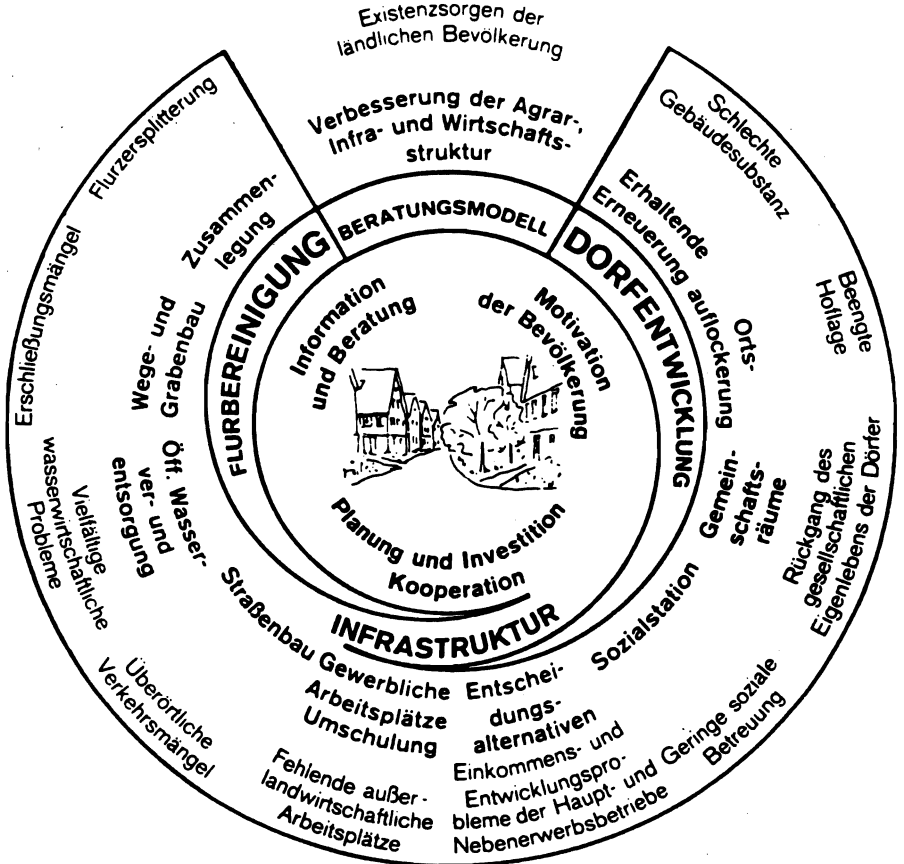 Existenzsorgen der
ländlichen Bevölkerung
Verbesserung der Agrar-,
Infra- und Wirtschafts-
struktur
BERATUNGSMODELL
FLURBEREINIGUNG
DORFENTWICKLUNG
INFRASTRUKTUR
Information
und Beratung
Motivation
der Bevölkerung
Planung und Investition
Kooperation
Flurzersplitterung
Zusammen-
legung
Erschließungsmängel
Wege- und
Grabenbau
Vielfällige
wasserwirtschaftliche
Probleme
Öff. Wasser-
ver- und
entsorgung
Überörtliche
Verkehrsmängel
Straßenbau
Gewerbliche
Arbeitsplätze
Umschulung
Fehlende außer-
landwirtschaftliche
Arbeitsplätze
Entschei-
dungs-
alternativen
Einkommens- und
Entwicklungspro-
bleme der Haupt- und
Nebenerwerbsbetriebe
Sozialstation
Geringe soziale
Betreuung
Gemein-
schafts-
räume
Rückgang des
gesellschaftlichen
Eigenlebens der Dörfer
Orts-
auflockerung
Beengte
Hoflage
Erhaltende
Erneuerung
Schlechte
Gebäudesubstanz